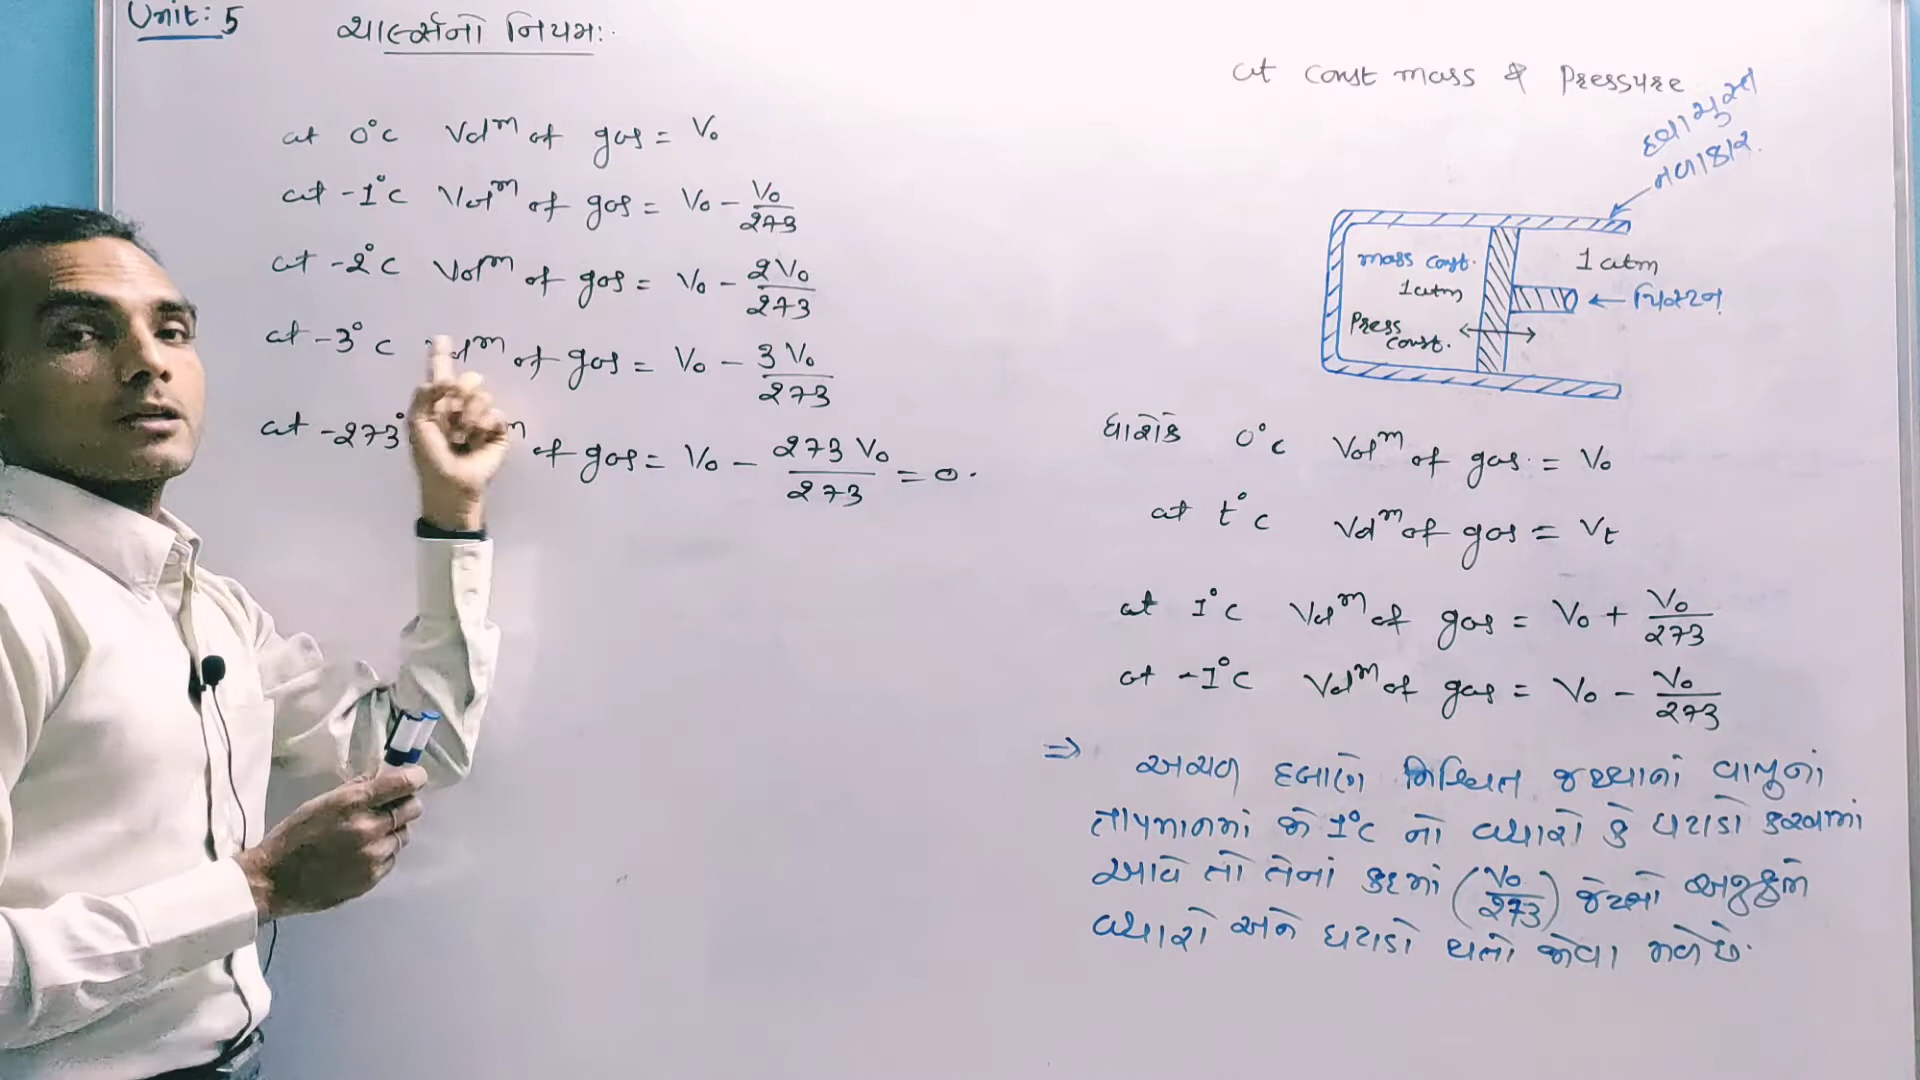 Unit: 5
ચાર્લ્સનો નિયમ:
at 0°c Volᵐ of gas = V₀
at -1°c Volᵐ of gas = V₀ - V₀/273
at -2°c Volᵐ of gas = V₀ - 2V₀/273
at -3°c Volᵐ of gas = V₀ - 3V₀/273
at -273° m of gas = V₀ - 273 V₀/273 = 0.
at const mass & Pressure
હવાચુસ્ત
નળાકાર.
mass const.
1 atm
Press
const.
1 atm
← પિસ્ટન
ધારોકે 0°c Volᵐ of gas = V₀
at t°c Volᵐ of gas = Vt
at 1°c Volᵐ of gas = V₀ + V₀/273
at -1°c Volᵐ of gas = V₀ - V₀/273
⇒ અચળ દબાણે નિશ્ચિત જથ્થાનાં વાયુનાં
તાપમાનમાં જો 1°c નો વધારો કે ઘટાડો કરવામાં
આવે તો તેનાં કદમાં (V₀/273) જેટલો અનુક્રમે
વધારો અને ઘટાડો થતો જોવા મળે છે.